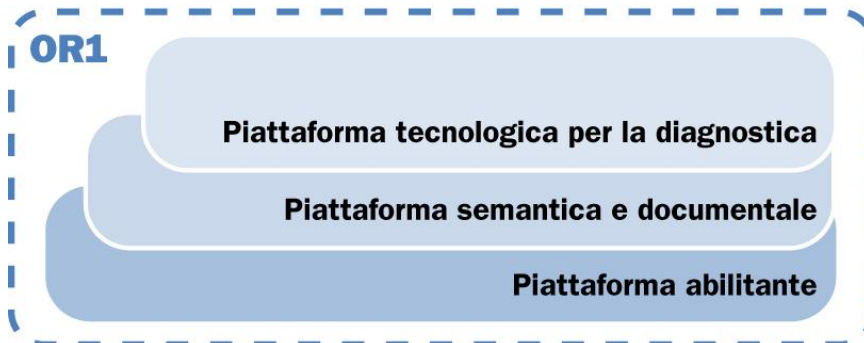 OR1
Piattaforma tecnologica per la diagnostica
Piattaforma semantica e documentale
Piattaforma abilitante